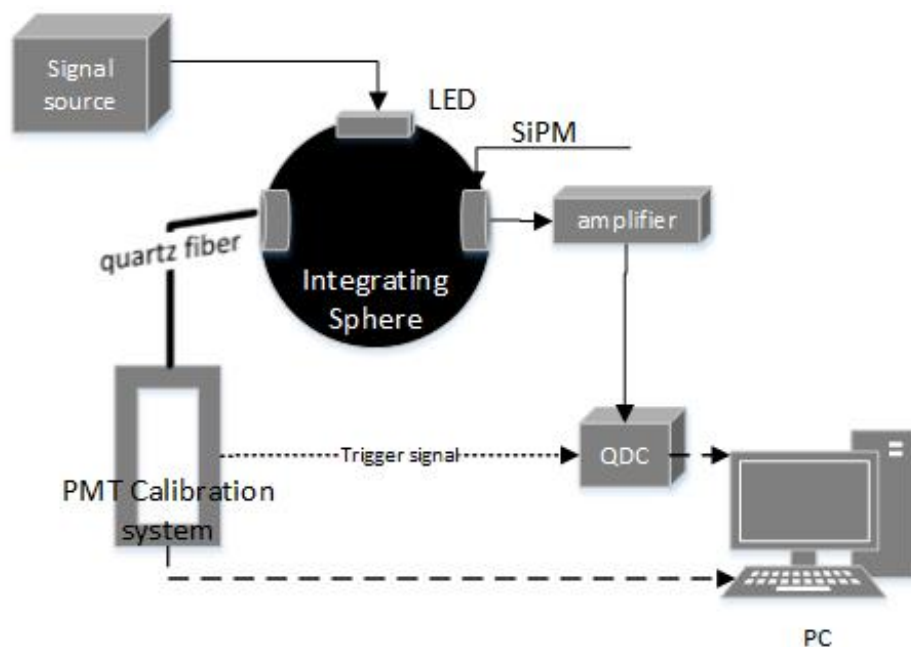 Signal
source
LED
SiPM
amplifier
quartz fiber
Integrating
Sphere
Trigger signal
QDC
PMT Calibration
system
PC